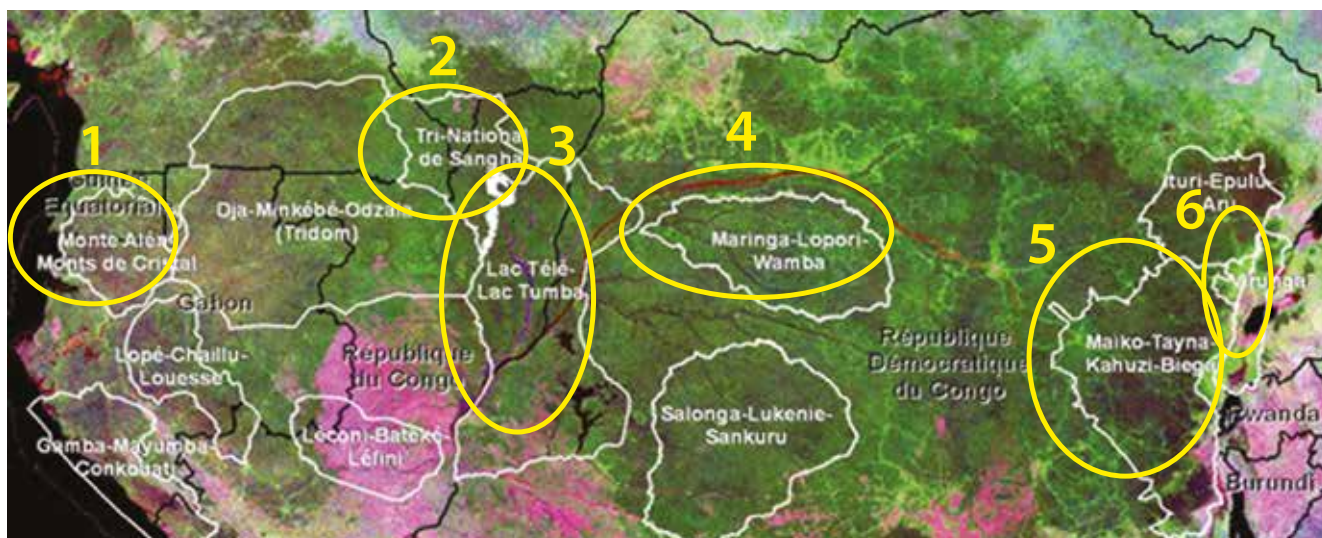 1
2
3
4
5
6
Guinée
Equatoriale
Monte Alén-
Monts de Cristal
Tri-National
de Sangha
Dja-Minkébé-Odzala
(Tridom)
Gabon
Lac Télé-
Lac Tumba
Maringa-Lopori-
Wamba
Ituri-Epulu-
Aru
Virunga
Maiko-Tayna-
Kahuzi-Biega
Lopé-Chaillu-
Louesse
République
du Congo
République
Démocratique
du Congo
Gamba-Mayumba-
Conkouati
Léconi-Batéké-
Léfini
Salonga-Lukenie-
Sankuru
Rwanda
Burundi